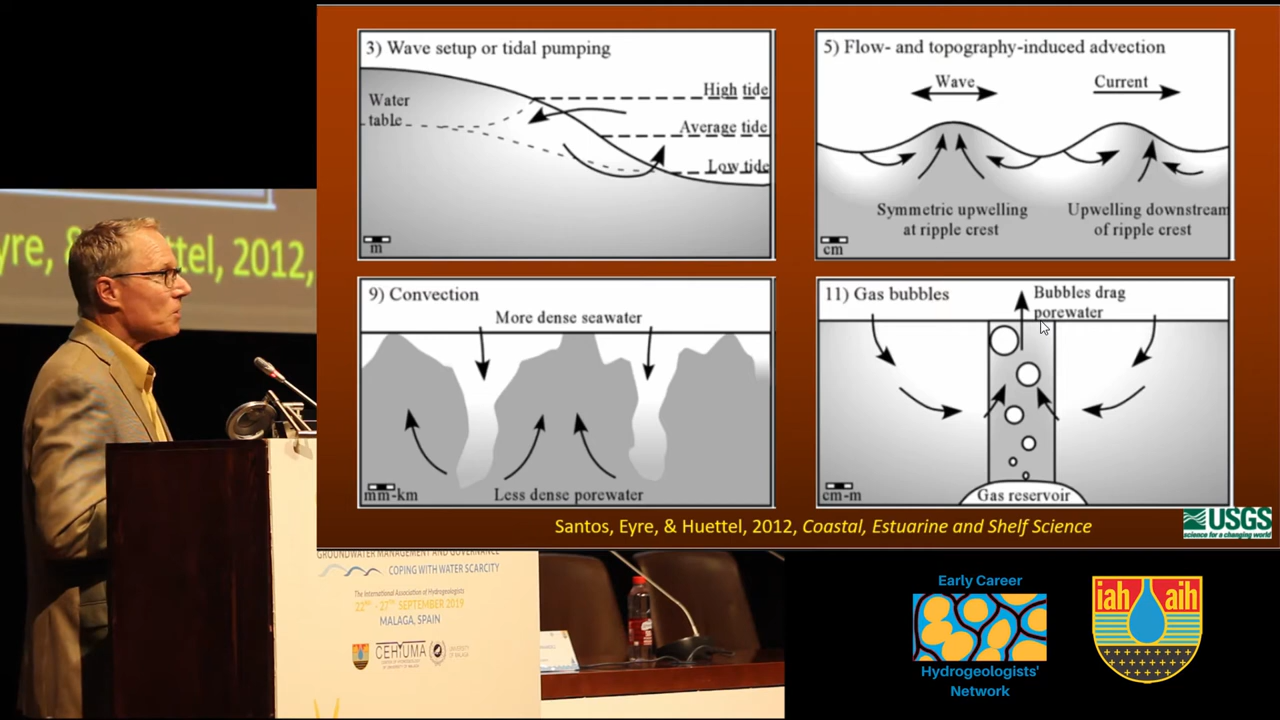 3) Wave setup or tidal pumping
High tide
Water
table
Average tide
Low tide
m
5) Flow- and topography-induced advection
Wave
Current
Symmetric upwelling
at ripple crest
Upwelling downstream
of ripple crest
cm
9) Convection
More dense seawater
mm-km
Less dense porewater
11) Gas bubbles
Bubbles drag
porewater
cm-m
Gas reservoir
Santos, Eyre, & Huettel, 2012, Coastal, Estuarine and Shelf Science
USGS
science for a changing world
yre, & Huettel, 2012,
GROUNDWATER MANAGEMENT AND GOVERNANCE
COPING WITH WATER SCARCITY
The International Association of Hydrogeologists
22ND - 27TH SEPTEMBER 2019
MALAGA, SPAIN
CEHIUMA
UNIVERSITY
OF MALAGA
Early Career
Hydrogeologists'
Network
iah aih